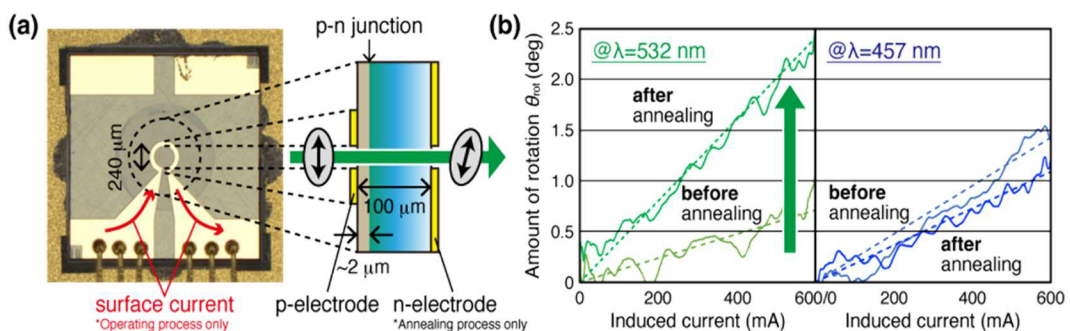 (a)
p-n junction
240 μm
100 μm
~2 μm
surface current
*Operating process only
p-electrode
n-electrode
*Annealing process only
(b)
Amount of rotation θrot (deg)
2.5
2.0
1.5
1.0
0.5
0
@λ=532 nm
after
annealing
before
annealing
0
200
400
600/0
Induced current (mA)
@λ=457 nm
before
annealing
after
annealing
200
400
600
Induced current (mA)